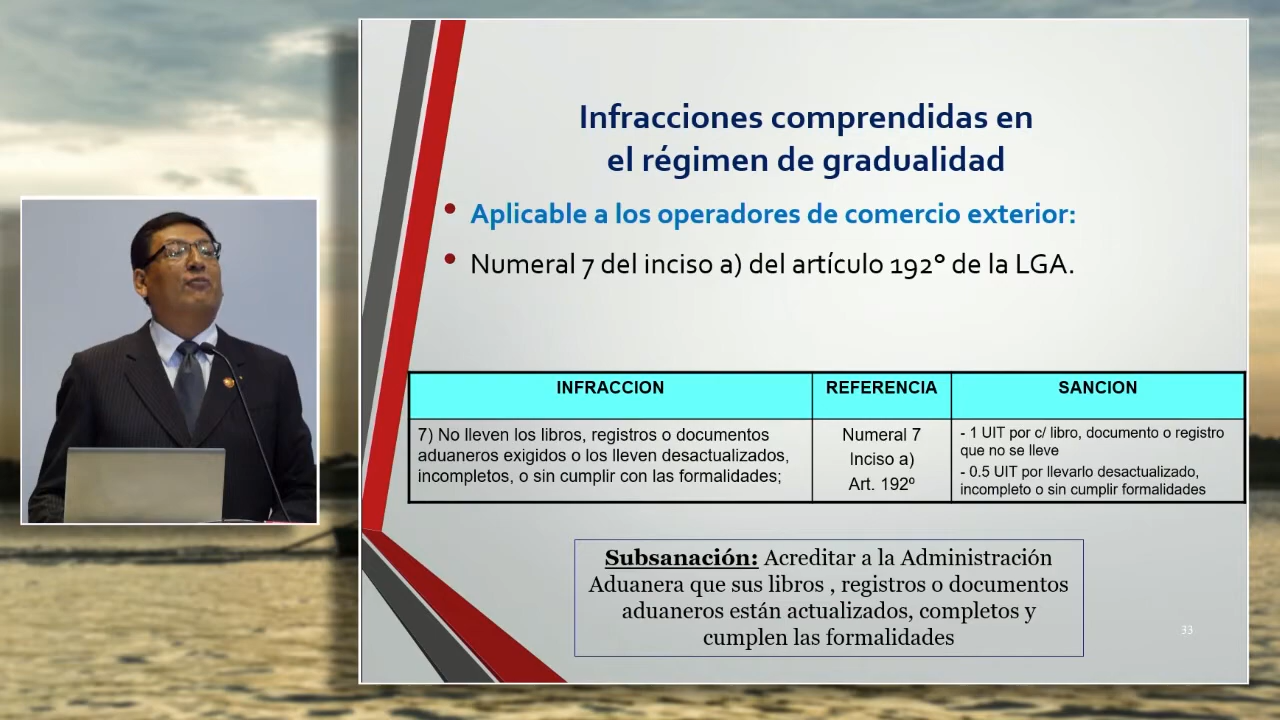 Infracciones comprendidas en
el régimen de gradualidad
• Aplicable a los operadores de comercio exterior:
• Numeral 7 del inciso a) del artículo 192° de la LGA.
INFRACCION
REFERENCIA
SANCION
7) No lleven los libros, registros o documentos
aduaneros exigidos o los lleven desactualizados,
incompletos, o sin cumplir con las formalidades;
Numeral 7
Inciso a)
Art. 192º
- 1 UIT por c/ libro, documento o registro
que no se lleve
- 0.5 UIT por llevarlo desactualizado,
incompleto o sin cumplir formalidades
Subsanación: Acreditar a la Administración
Aduanera que sus libros , registros o documentos
aduaneros están actualizados, completos y
cumplen las formalidades
33